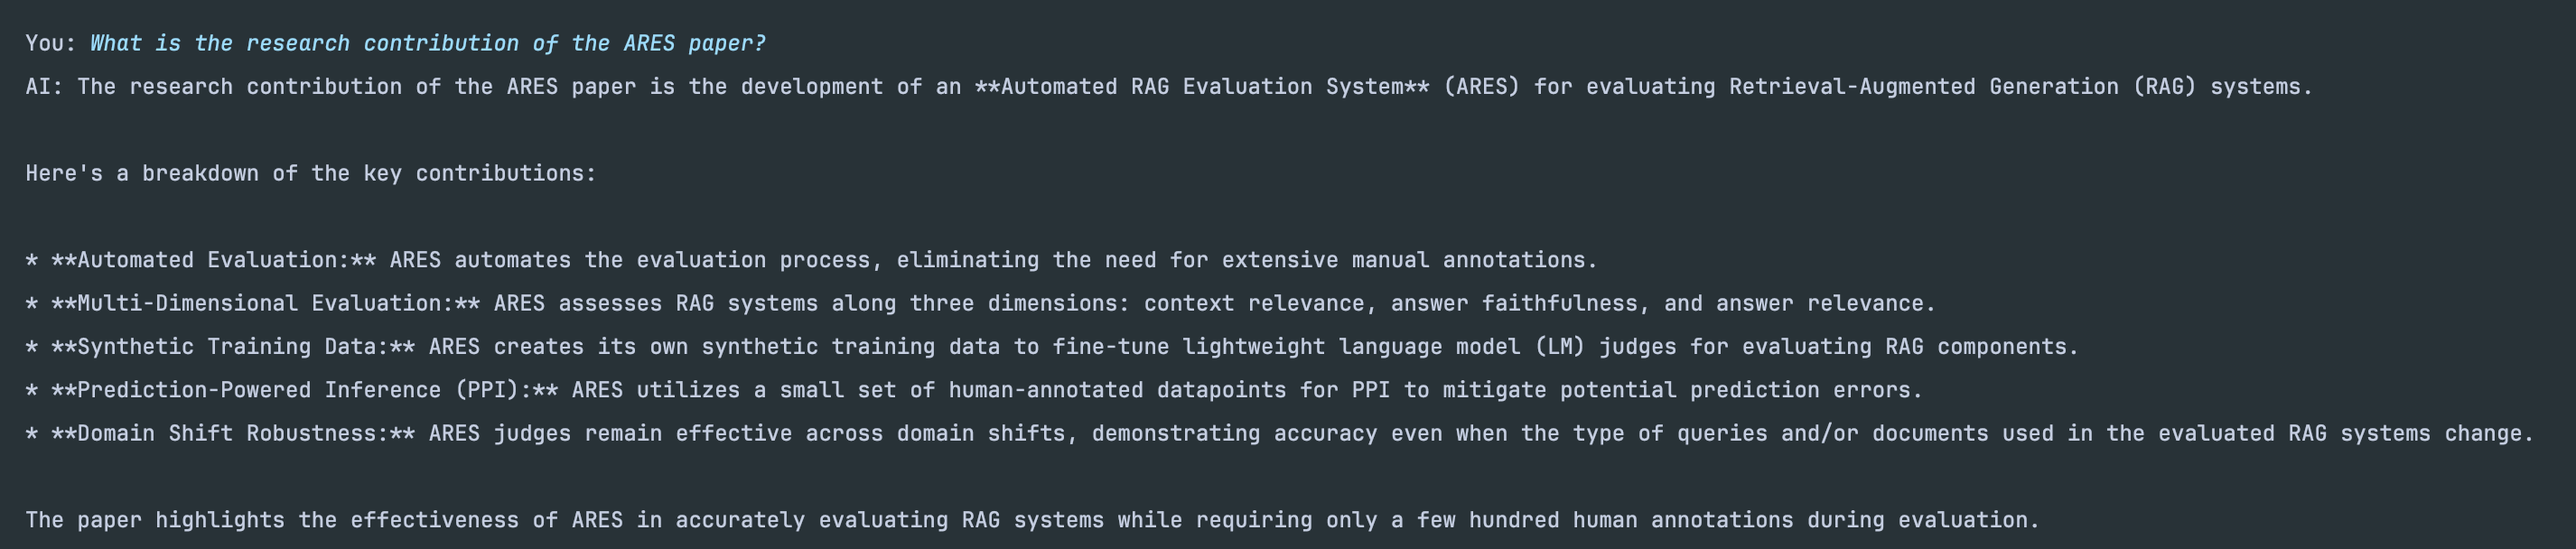 You: What is the research contribution of the ARES paper?
AI: The research contribution of the ARES paper is the development of an **Automated RAG Evaluation System** (ARES) for evaluating Retrieval-Augmented Generation (RAG) systems.
Here's a breakdown of the key contributions:
* **Automated Evaluation:** ARES automates the evaluation process, eliminating the need for extensive manual annotations.
* **Multi-Dimensional Evaluation:** ARES assesses RAG systems along three dimensions: context relevance, answer faithfulness, and answer relevance.
* **Synthetic Training Data:** ARES creates its own synthetic training data to fine-tune lightweight language model (LM) judges for evaluating RAG components.
* **Prediction-Powered Inference (PPI):** ARES utilizes a small set of human-annotated datapoints for PPI to mitigate potential prediction errors.
* **Domain Shift Robustness:** ARES judges remain effective across domain shifts, demonstrating accuracy even when the type of queries and/or documents used in the evaluated RAG systems change.
The paper highlights the effectiveness of ARES in accurately evaluating RAG systems while requiring only a few hundred human annotations during evaluation.